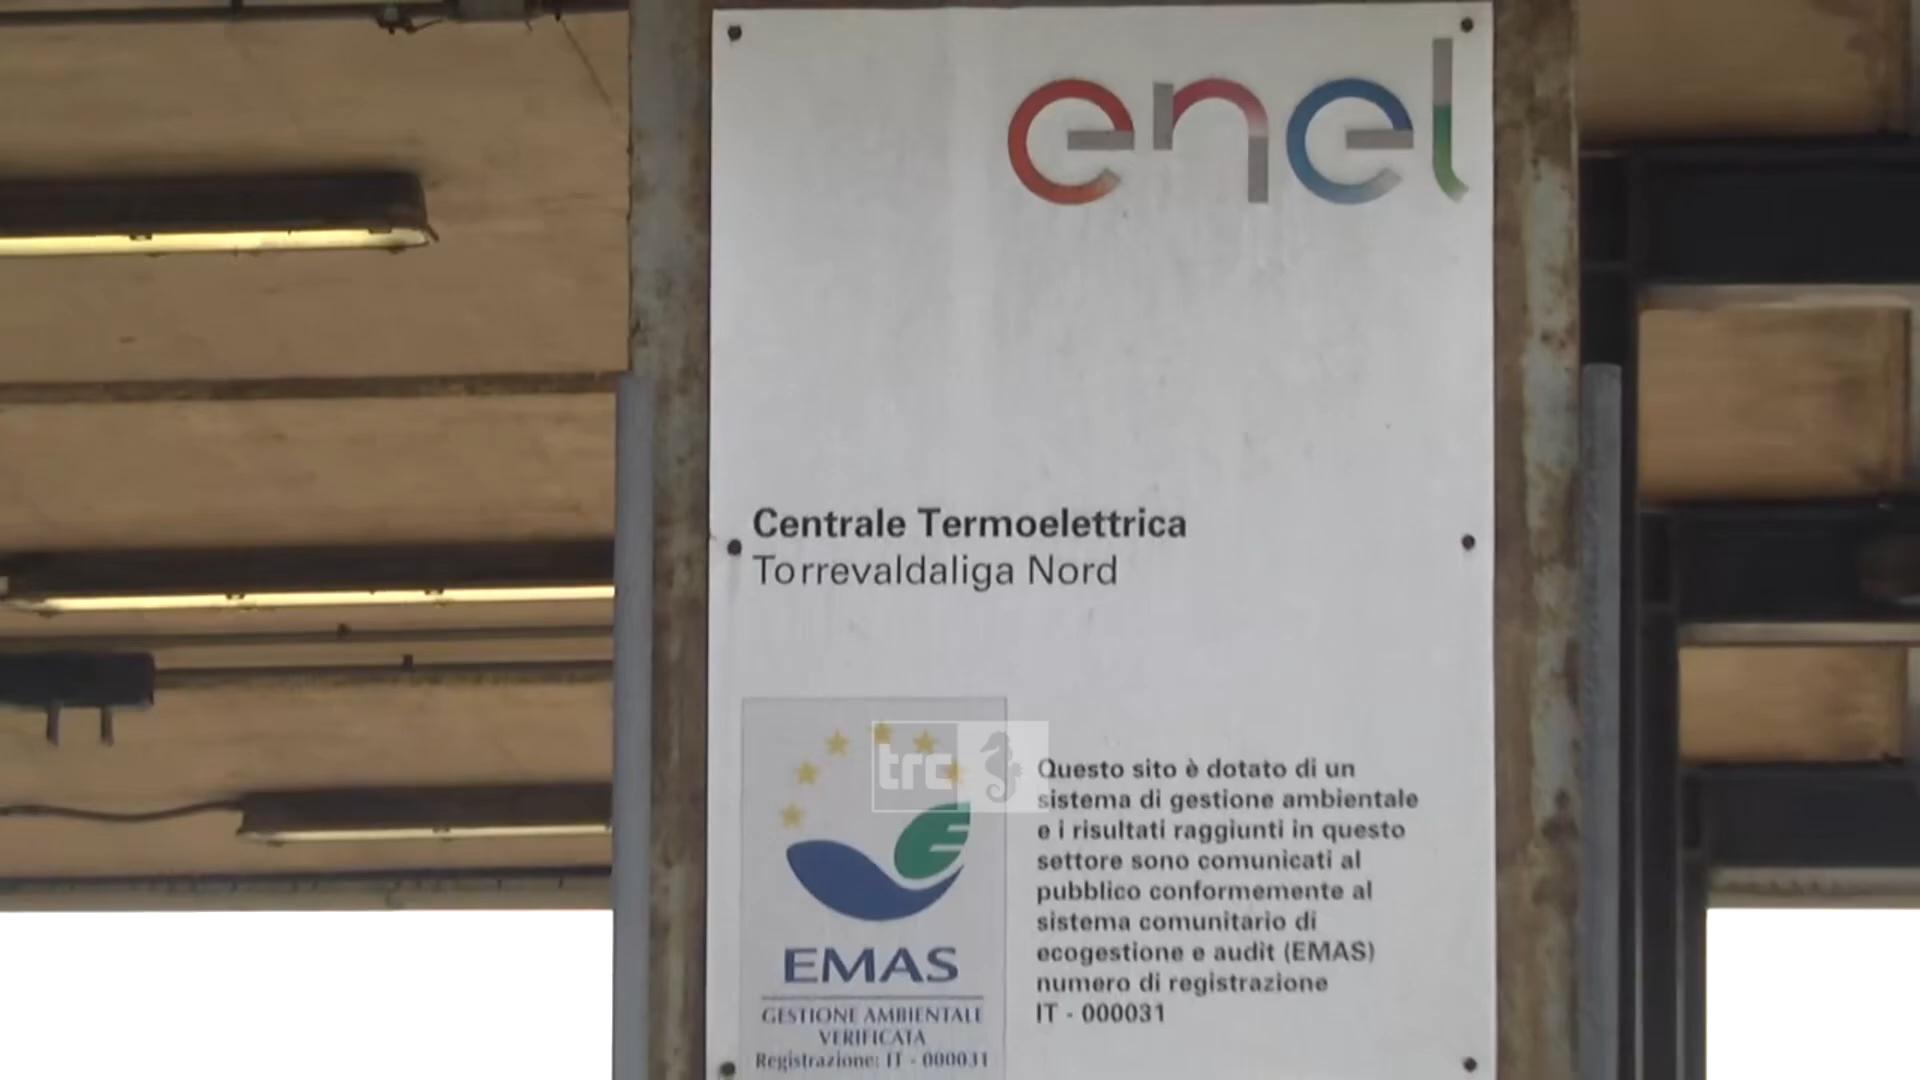 enel
Centrale Termoelettrica
Torrevaldaliga Nord
trc
Questo sito è dotato di un
sistema di gestione ambientale
e i risultati raggiunti in questo
settore sono comunicati al
pubblico conformemente al
sistema comunitario di
ecogestione e audit (EMAS)
numero di registrazione
IT - 000031
EMAS
GESTIONE AMBIENTALE
VERIFICATA
Registrazione: IT - 000031